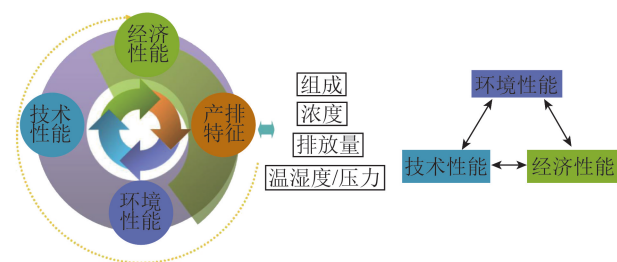 经济
性能
技术
性能
产排
特征
环境
性能
组成
浓度
排放量
温湿度/压力
环境性能
技术性能
经济性能